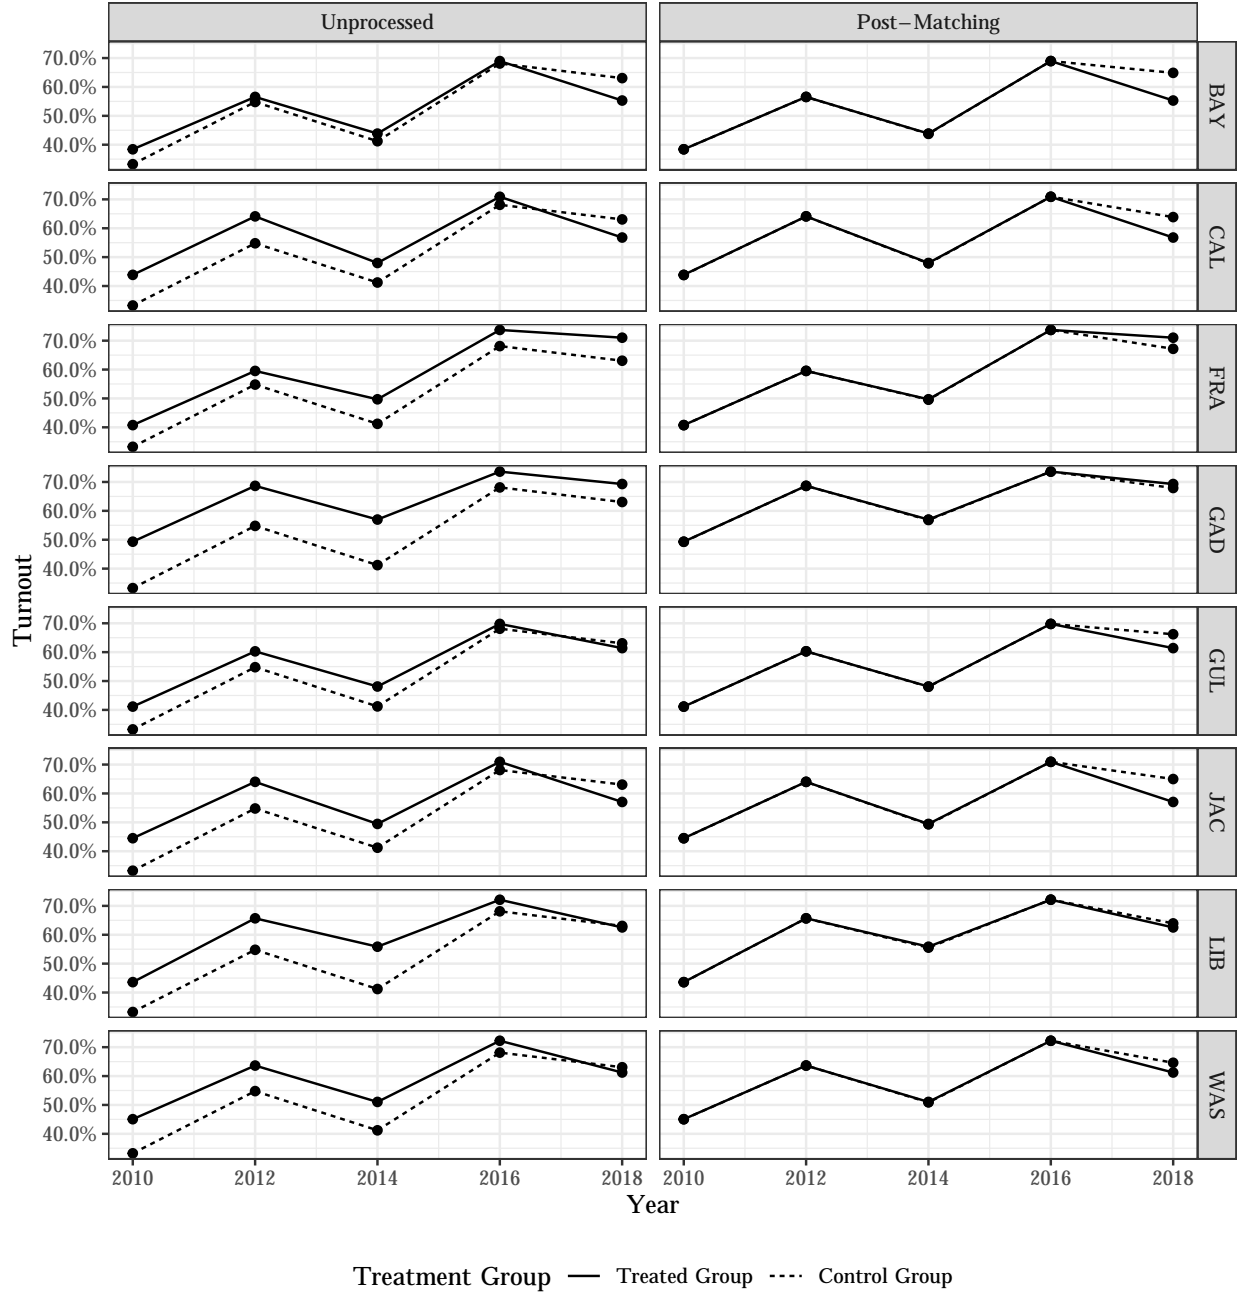 Unprocessed
Post−Matching
70.0%
60.0%
50.0%
40.0%
BAY
70.0%
60.0%
50.0%
40.0%
CAL
70.0%
60.0%
50.0%
40.0%
FRA
70.0%
60.0%
50.0%
40.0%
GAD
70.0%
60.0%
50.0%
40.0%
GUL
70.0%
60.0%
50.0%
40.0%
JAC
70.0%
60.0%
50.0%
40.0%
LIB
70.0%
60.0%
50.0%
40.0%
WAS
Turnout
2010 2012 2014 2016 2018 2010 2012 2014 2016 2018
Year
Treatment Group Treated Group Control Group